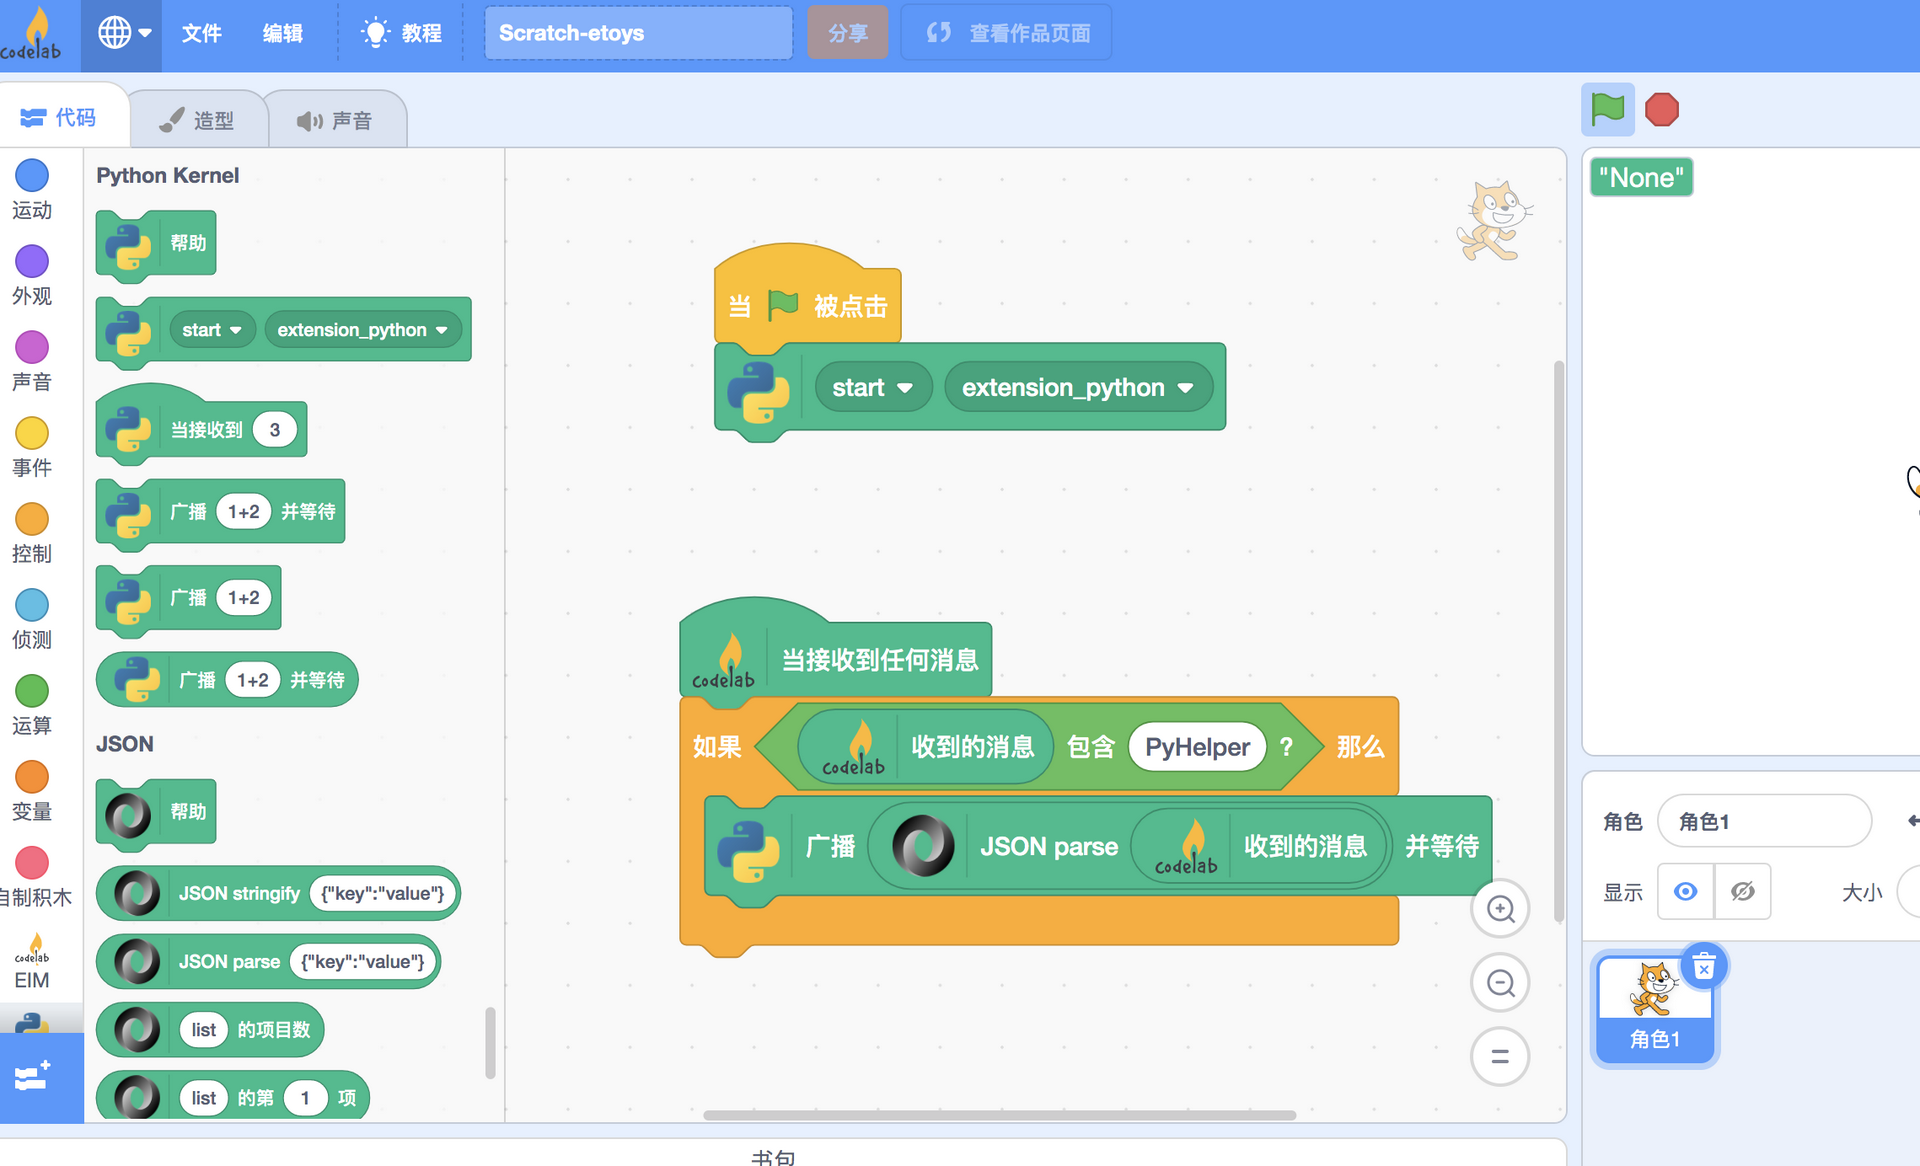 codelab
文件
编辑
教程
Scratch-etoys
分享
查看作品页面
代码
造型
声音
运动
外观
声音
事件
控制
侦测
运算
变量
自制积木
codelab
EIM
Python Kernel
帮助
start extension_python
当接收到 3
广播 1+2 并等待
广播 1+2
广播 1+2 并等待
JSON
帮助
JSON stringify {"key":"value"}
JSON parse {"key":"value"}
list 的项目数
list 的第 1 项
当 被点击
start extension_python
codelab 当接收到任何消息
如果 codelab 收到的消息 包含 PyHelper ? 那么
广播 JSON parse codelab 收到的消息 并等待
书包
"None"
角色 角色1
显示
大小
角色1